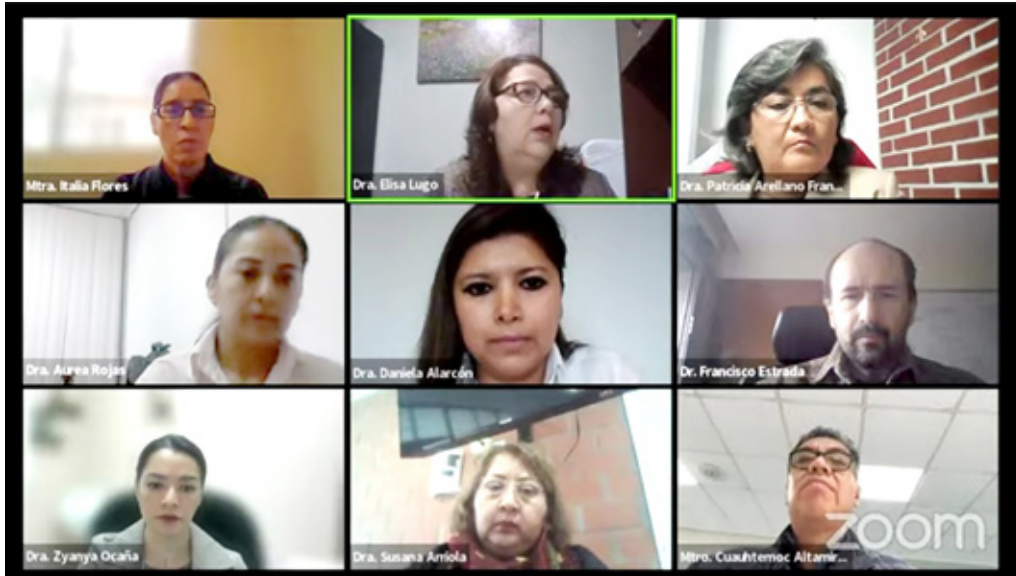 Mtra. Italia Flores
Dra. Elisa Lugo
Dra. Patricia Arellano Fran...
Dra. Aurea Rojas
Dra. Daniela Alarcón
Dr. Francisco Estrada
Dra. Zyanya Ocaña
Dra. Susana Arriola
Mtro. Cuauhtemoc Altamir...
zoom